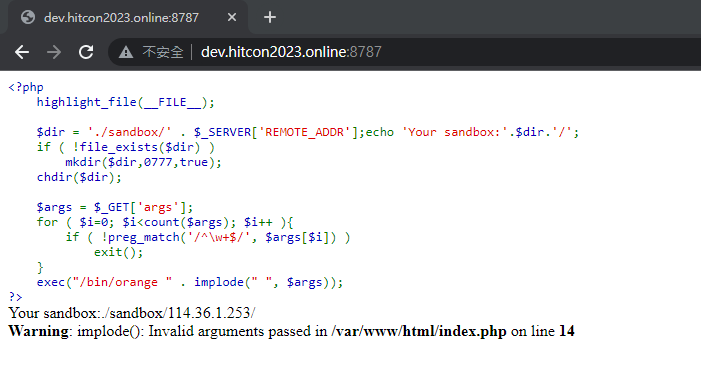 dev.hitcon2023.online:8787
不安全 | dev.hitcon2023.online:8787
<?php
    highlight_file(__FILE__);

    $dir = './sandbox/' . $_SERVER['REMOTE_ADDR'];echo 'Your sandbox:'.$dir.'/';
    if ( !file_exists($dir) )
        mkdir($dir,0777,true);
    chdir($dir);

    $args = $_GET['args'];
    for ( $i=0; $i<count($args); $i++ ){
        if ( !preg_match('/^\w+$/', $args[$i]) )
            exit();
    }
    exec("/bin/orange " . implode(" ", $args));
?>
Your sandbox:./sandbox/114.36.1.253/
Warning: implode(): Invalid arguments passed in /var/www/html/index.php on line 14